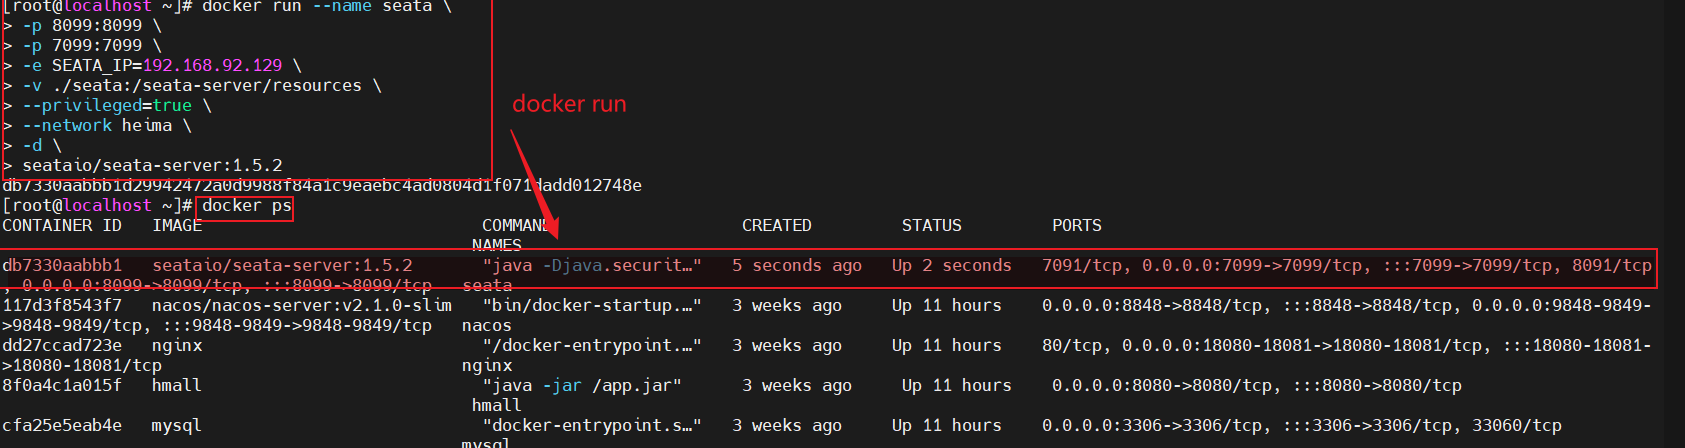 [root@localhost ~]# docker run --name seata \
> -p 8099:8099 \
> -p 7099:7099 \
> -e SEATA_IP=192.168.92.129 \
> -v ./seata:/seata-server/resources \
> --privileged=true \
> --network heima \
> -d \
> seataio/seata-server:1.5.2
docker run
db7330aabbb1d29942472a0d9988f84a1c9eaebc4ad0804d1f071dadd012748e
[root@localhost ~]# docker ps
CONTAINER ID   IMAGE                            COMMAND                   CREATED         STATUS         PORTS
NAMES
db7330aabbb1   seataio/seata-server:1.5.2       "java -Djava.securit…"   5 seconds ago   Up 2 seconds   7091/tcp, 0.0.0.0:7099->7099/tcp, :::7099->7099/tcp, 8091/tcp
, 0.0.0.0:8099->8099/tcp, :::8099->8099/tcp   seata
117d3f8543f7   nacos/nacos-server:v2.1.0-slim   "bin/docker-startup.…"   3 weeks ago     Up 11 hours    0.0.0.0:8848->8848/tcp, :::8848->8848/tcp, 0.0.0.0:9848-9849-
>9848-9849/tcp, :::9848-9849->9848-9849/tcp   nacos
dd27ccad723e   nginx                            "/docker-entrypoint.…"   3 weeks ago     Up 11 hours    80/tcp, 0.0.0.0:18080-18081->18080-18081/tcp, :::18080-18081-
>18080-18081/tcp                              nginx
8f0a4c1a015f   hmall                            "java -jar /app.jar"      3 weeks ago     Up 11 hours    0.0.0.0:8080->8080/tcp, :::8080->8080/tcp
hmall
cfa25e5eab4e   mysql                            "docker-entrypoint.s…"   3 weeks ago     Up 11 hours    0.0.0.0:3306->3306/tcp, :::3306->3306/tcp, 33060/tcp
mysql